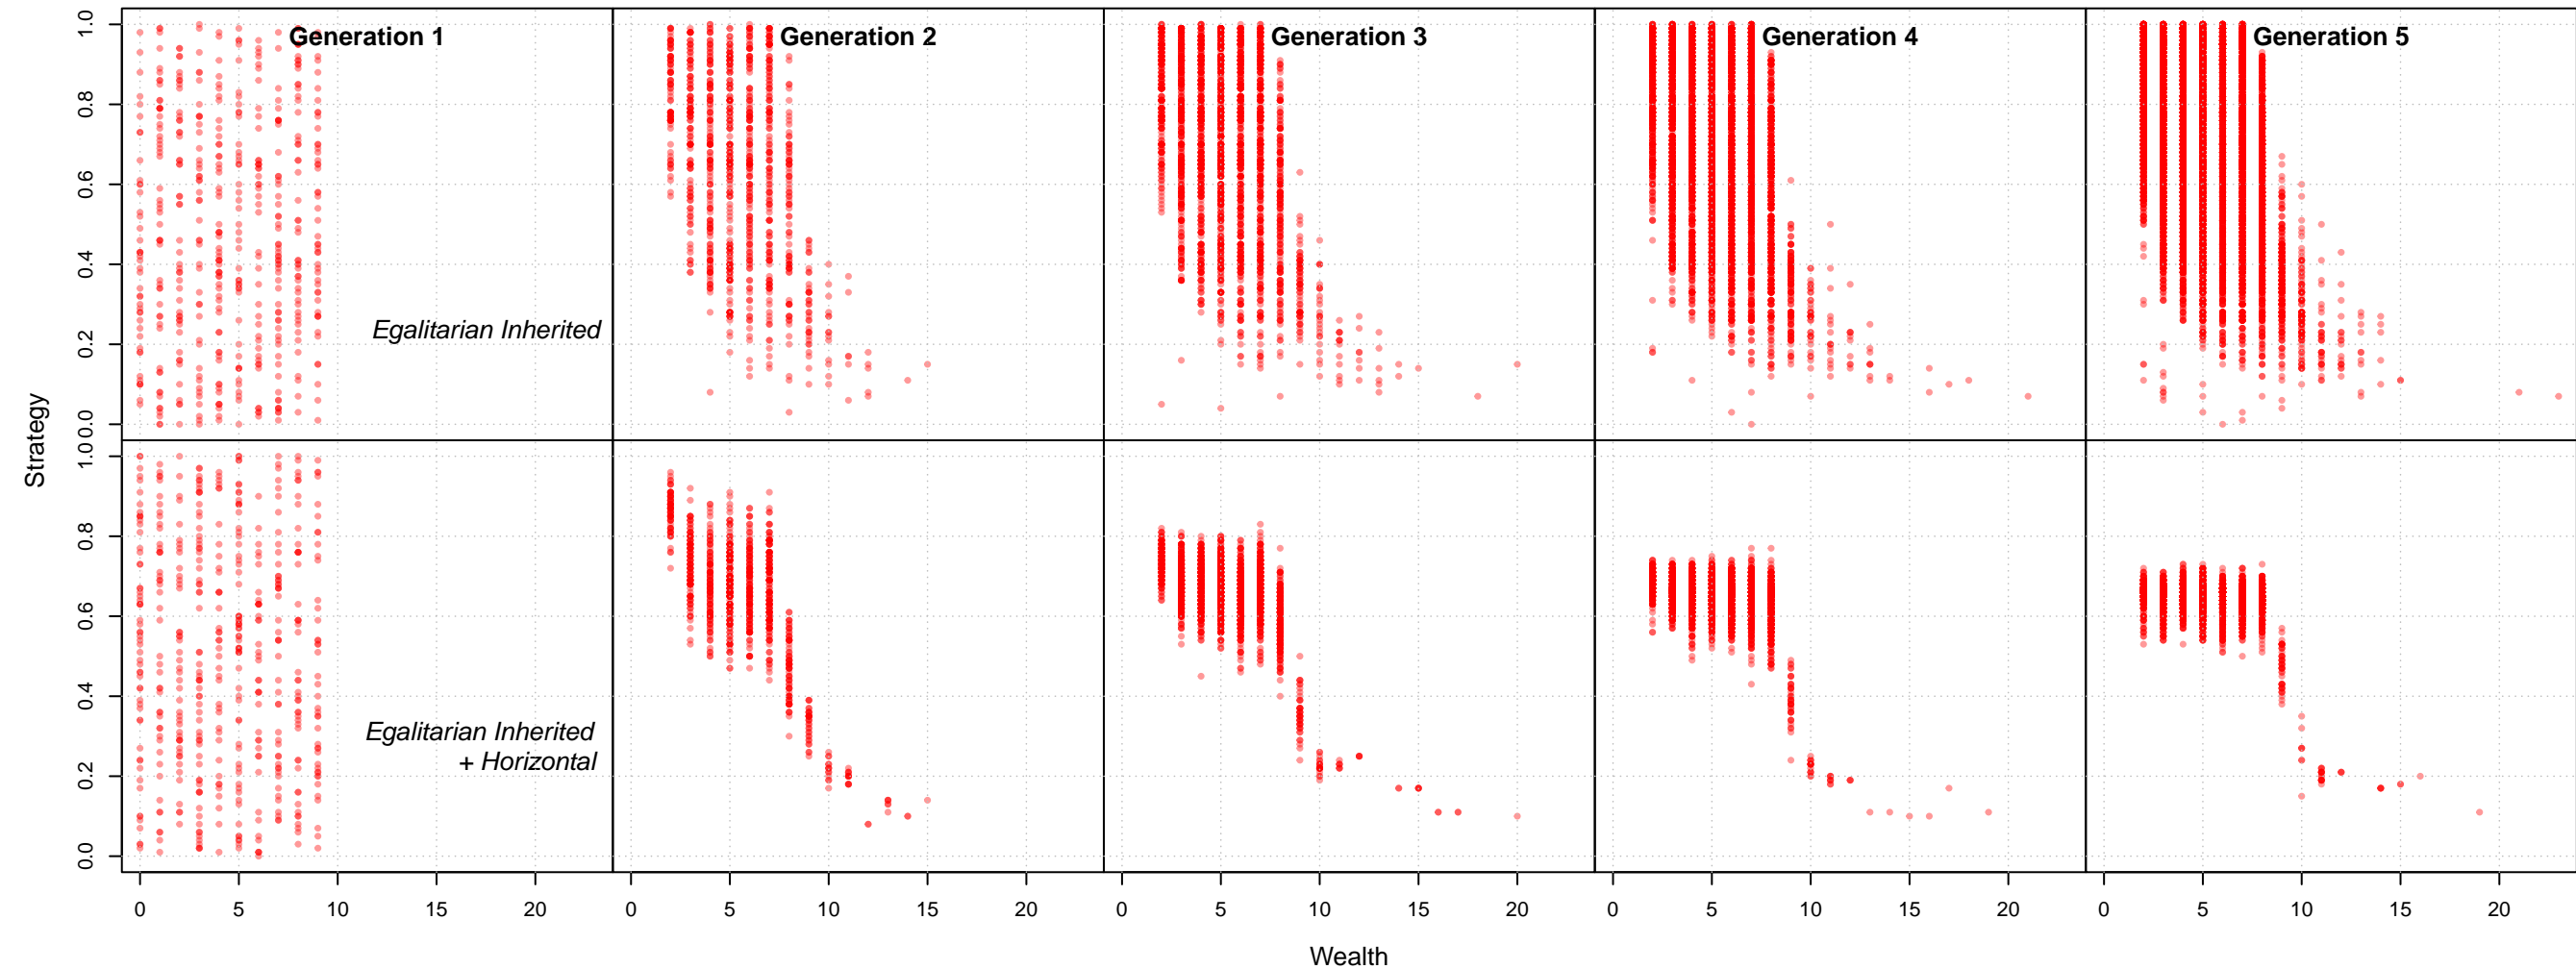 Generation 1 Generation 2 Generation 3 Generation 4 Generation 5
1.0
0.8
0.6
0.4
0.2
0.0
Egalitarian Inherited
Strategy
1.0
0.8
0.6
0.4
0.2
0.0
Egalitarian Inherited
+ Horizontal
0 5 10 15 20 0 5 10 15 20 0 5 10 15 20 0 5 10 15 20 0 5 10 15 20
Wealth